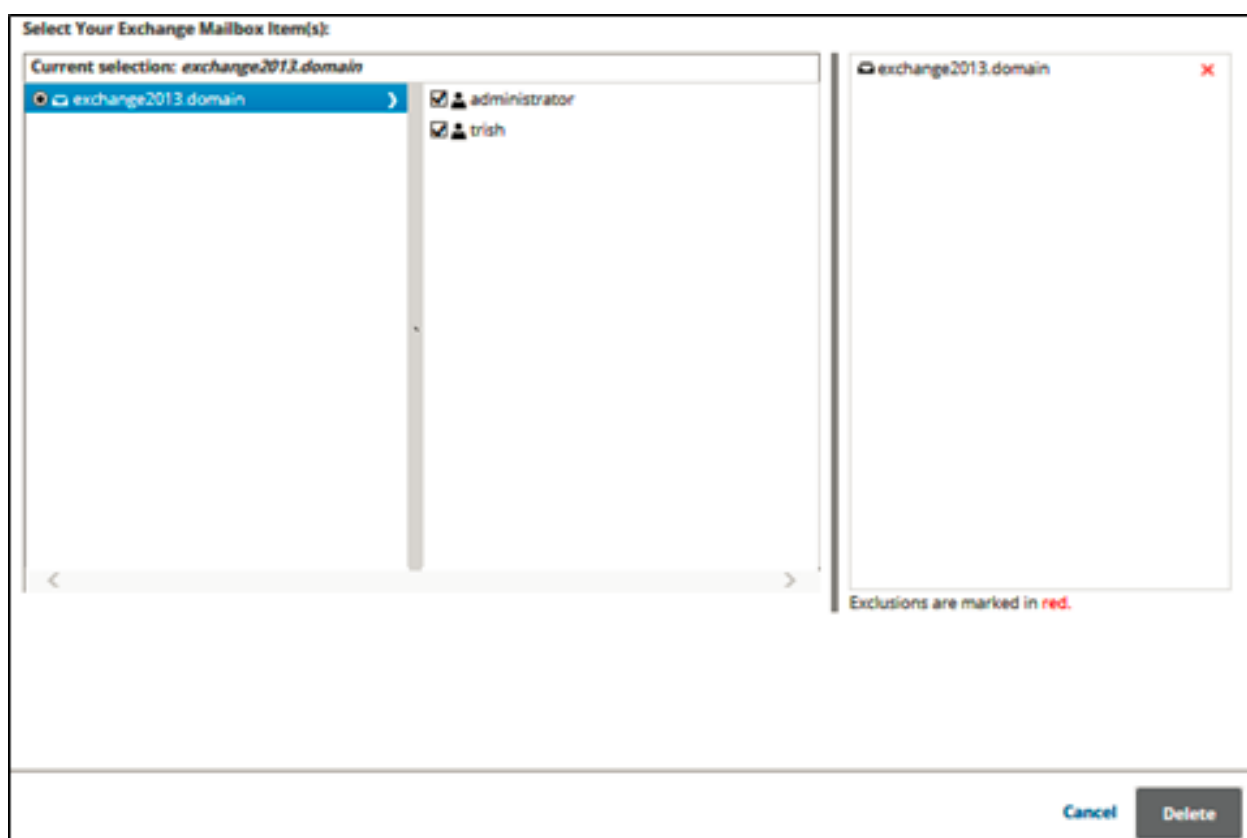 Select Your Exchange Mailbox Item(s):
Current selection: exchange2013.domain
exchange2013.domain
administrator
trish
exchange2013.domain
Exclusions are marked in red.
Cancel
Delete